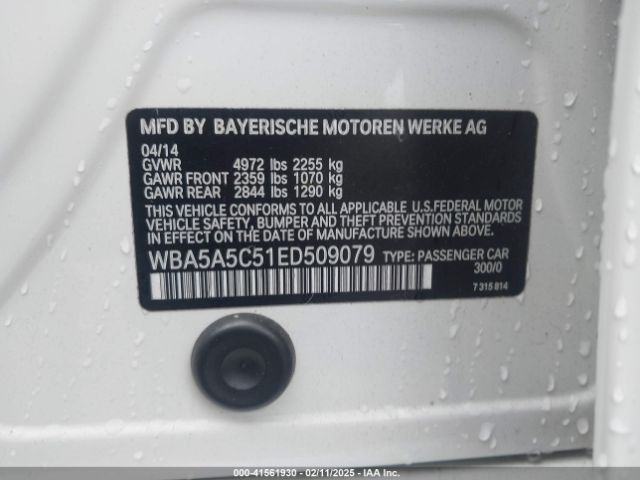 MFD BY BAYERISCHE MOTOREN WERKE AG
04/14
GVWR 4972 lbs 2255 kg
GAWR FRONT 2359 lbs 1070 kg
GAWR REAR 2844 lbs 1290 kg
THIS VEHICLE CONFORMS TO ALL APPLICABLE U.S.FEDERAL MOTOR
VEHICLE SAFETY, BUMPER, AND THEFT PREVENTION STANDARDS
IN EFFECT ON THE DATE OF MANUFACTURE SHOWN ABOVE.
WBA5A5C51ED509079 TYPE: PASSENGER CAR
300/0
7 315 814
000-41561930 - 02/11/2025 - IAA Inc.